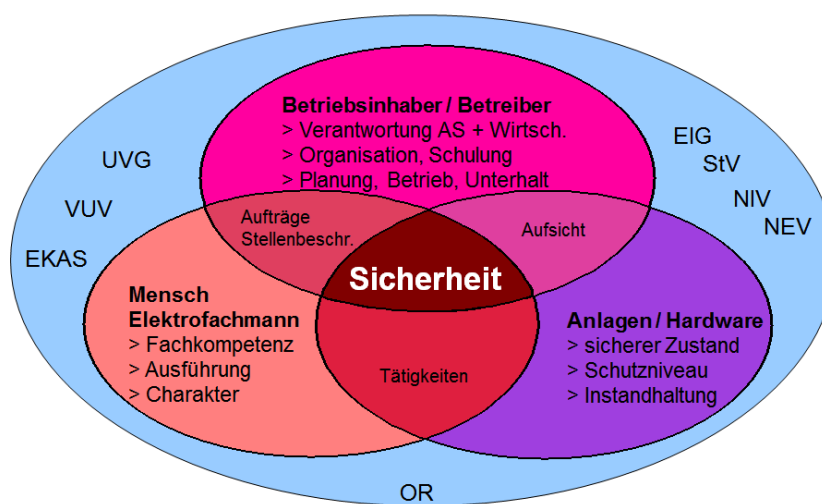 Betriebsinhaber / Betreiber
> Verantwortung AS + Wirtsch.
> Organisation, Schulung
> Planung, Betrieb, Unterhalt
UVG
VUV
EKAS
EIG
StV
NIV
NEV
Aufträge
Stellenbeschr.
Aufsicht
Sicherheit
Mensch
Elektrofachmann
> Fachkompetenz
> Ausführung
> Charakter
Tätigkeiten
Anlagen / Hardware
> sicherer Zustand
> Schutzniveau
> Instandhaltung
OR